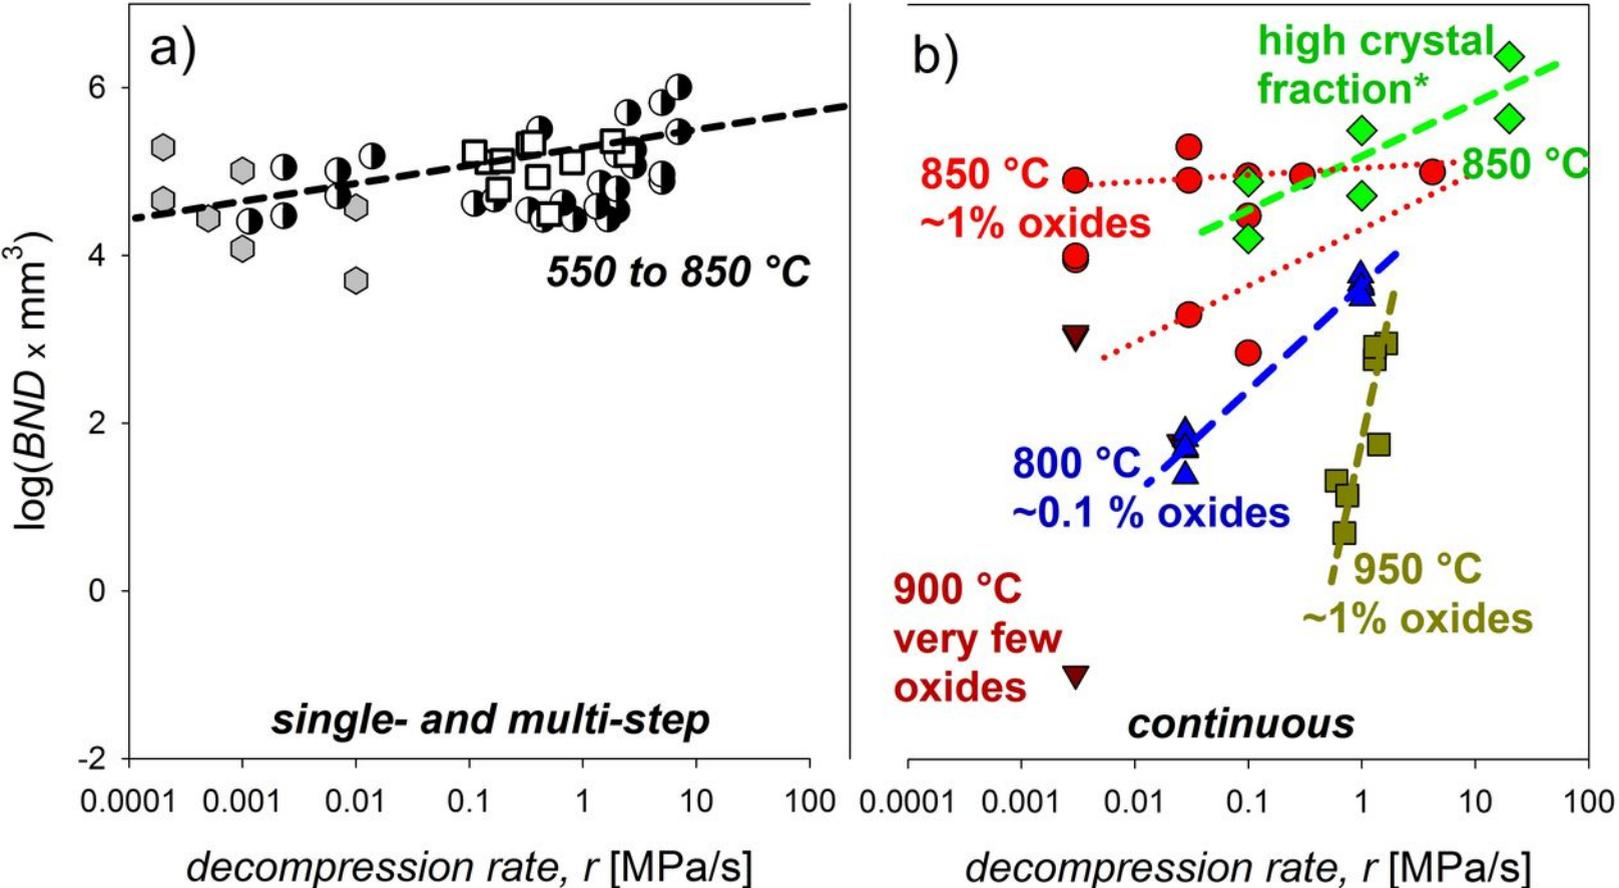 a)
6
4
2
0
-2
log(BND x mm³)
550 to 850 °C
single- and multi-step
0.0001 0.001 0.01 0.1 1 10 100
decompression rate, r [MPa/s]
b)
high crystal
fraction*
850 °C
~1% oxides
850 °C
800 °C
~0.1 % oxides
950 °C
~1% oxides
900 °C
very few
oxides
continuous
0.0001 0.001 0.01 0.1 1 10 100
decompression rate, r [MPa/s]